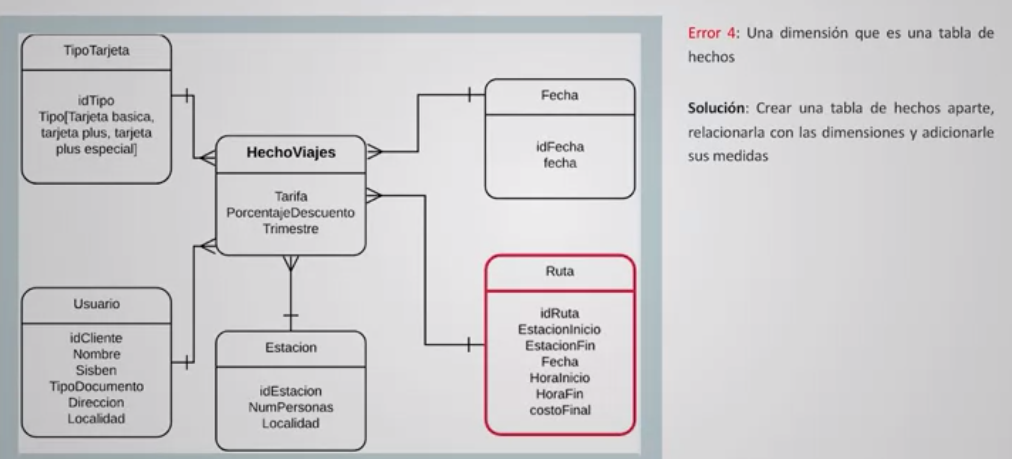 TipoTarjeta
idTipo
Tipo[Tarjeta basica,
tarjeta plus, tarjeta
plus especial]
HechoViajes
Tarifa
PorcentajeDescuento
Trimestre
Fecha
idFecha
fecha
Usuario
idCliente
Nombre
Sisben
TipoDocumento
Direccion
Localidad
Estacion
idEstacion
NumPersonas
Localidad
Ruta
idRuta
EstacionInicio
EstacionFin
Fecha
HoraInicio
HoraFin
costoFinal
Error 4: Una dimensión que es una tabla de
hechos
Solución: Crear una tabla de hechos aparte,
relacionarla con las dimensiones y adicionarle
sus medidas